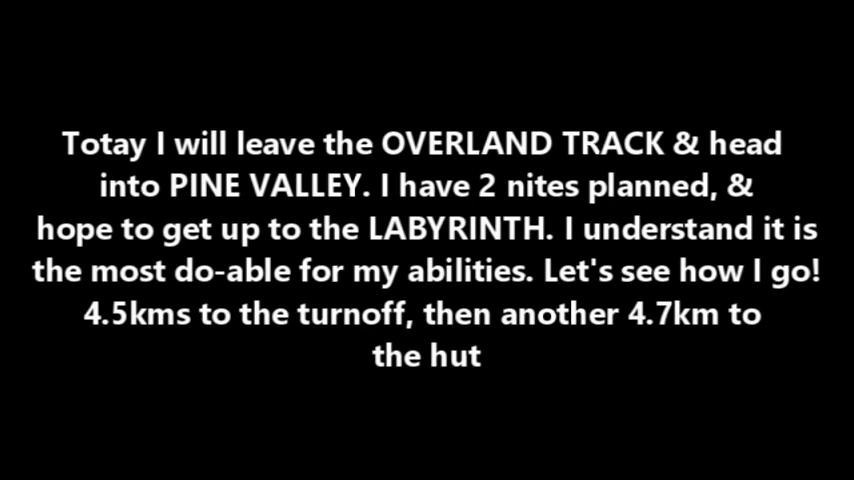 Totay I will leave the OVERLAND TRACK & head
into PINE VALLEY. I have 2 nites planned, &
hope to get up to the LABYRINTH. I understand it is
the most do-able for my abilities. Let's see how I go!
4.5kms to the turnoff, then another 4.7km to
the hut